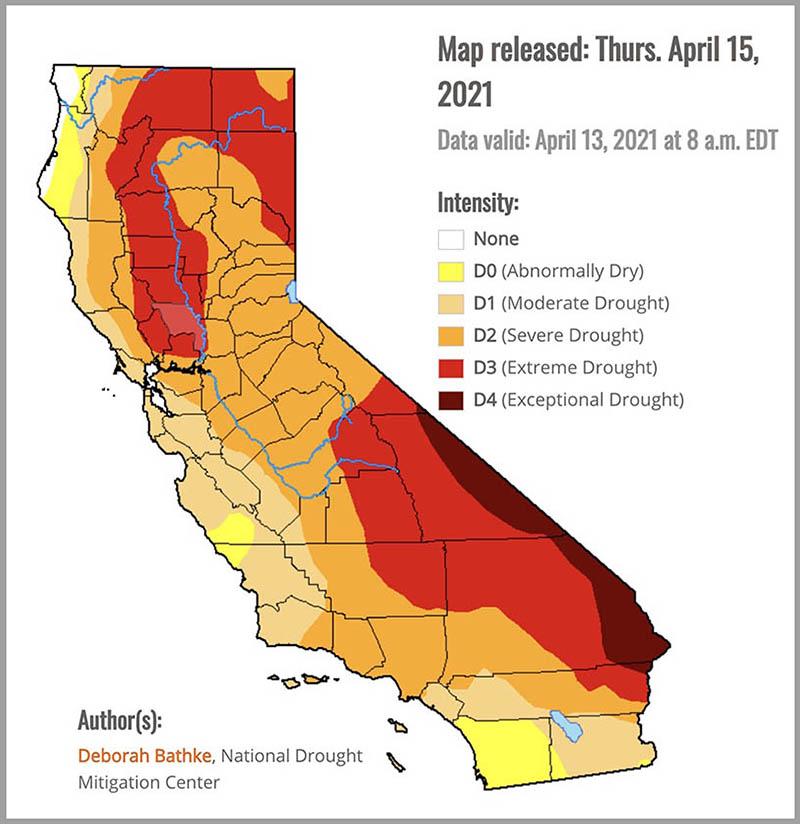 Map released: Thurs. April 15,
2021
Data valid: April 13, 2021 at 8 a.m. EDT
Intensity:
None
D0 (Abnormally Dry)
D1 (Moderate Drought)
D2 (Severe Drought)
D3 (Extreme Drought)
D4 (Exceptional Drought)
Author(s):
Deborah Bathke, National Drought
Mitigation Center